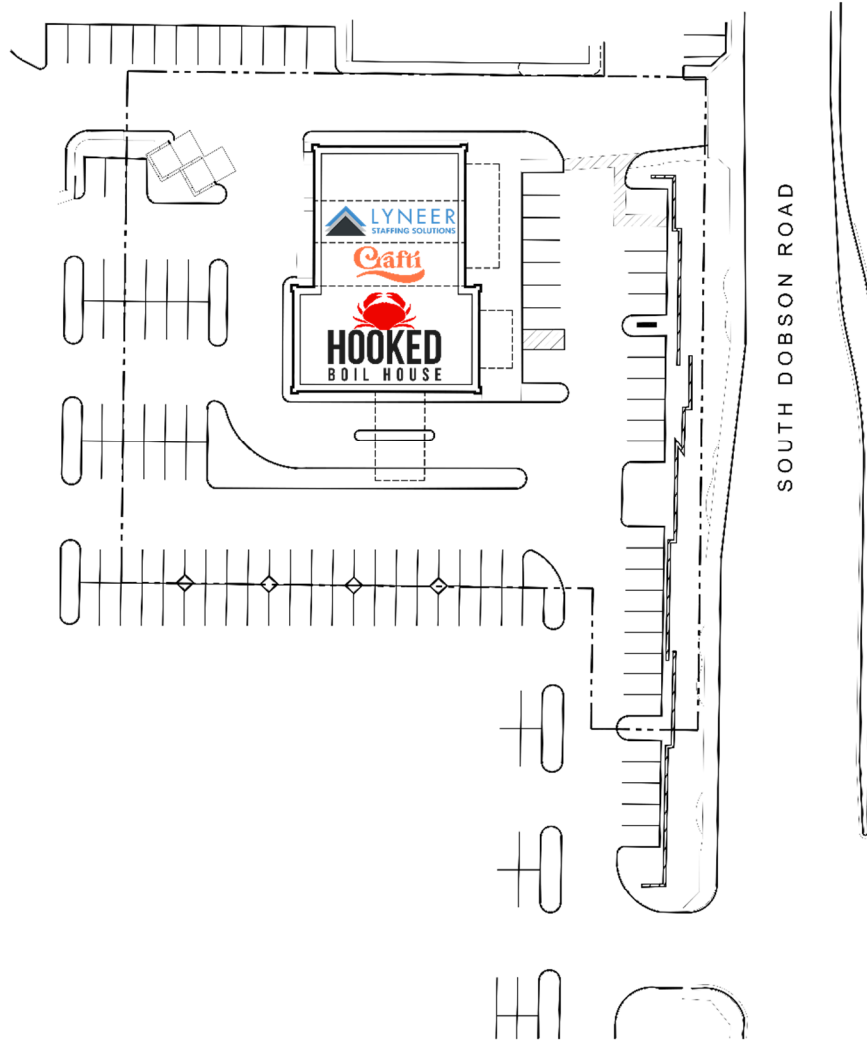 LYNEER
STAFFING SOLUTIONS
Crafti
HOOKED
BOIL HOUSE
SOUTH DOBSON ROAD